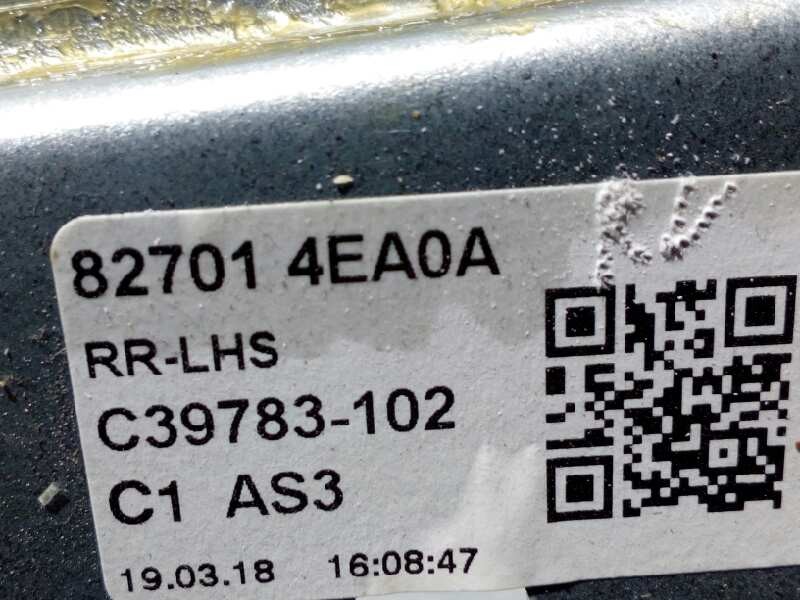 82701 4EA0A
RR-LHS
C39783-102
C1 AS3
19.03.18 16:08:47